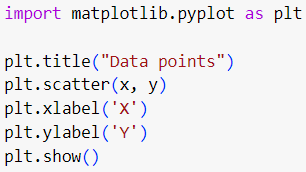 import matplotlib.pyplot as plt

plt.title("Data points")
plt.scatter(x, y)
plt.xlabel('X')
plt.ylabel('Y')
plt.show()